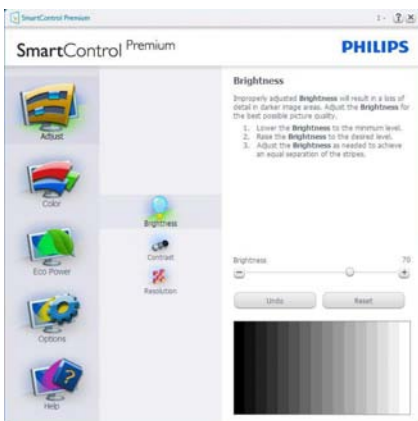 SmartControl Premium
SmartControl Premium
PHILIPS
Adjust
Color
Eco Power
Options
Help
Brightness
Contrast
Resolution
Brightness
Improperly adjusted Brightness will result in a loss of
detail in darker image areas. Adjust the Brightness for
the best possible picture quality.
1. Lower the Brightness to the minimum level.
2. Raise the Brightness to the desired level.
3. Adjust the Brightness as needed to achieve
an equal separation of the stripes.
Brightness 70
Undo Reset